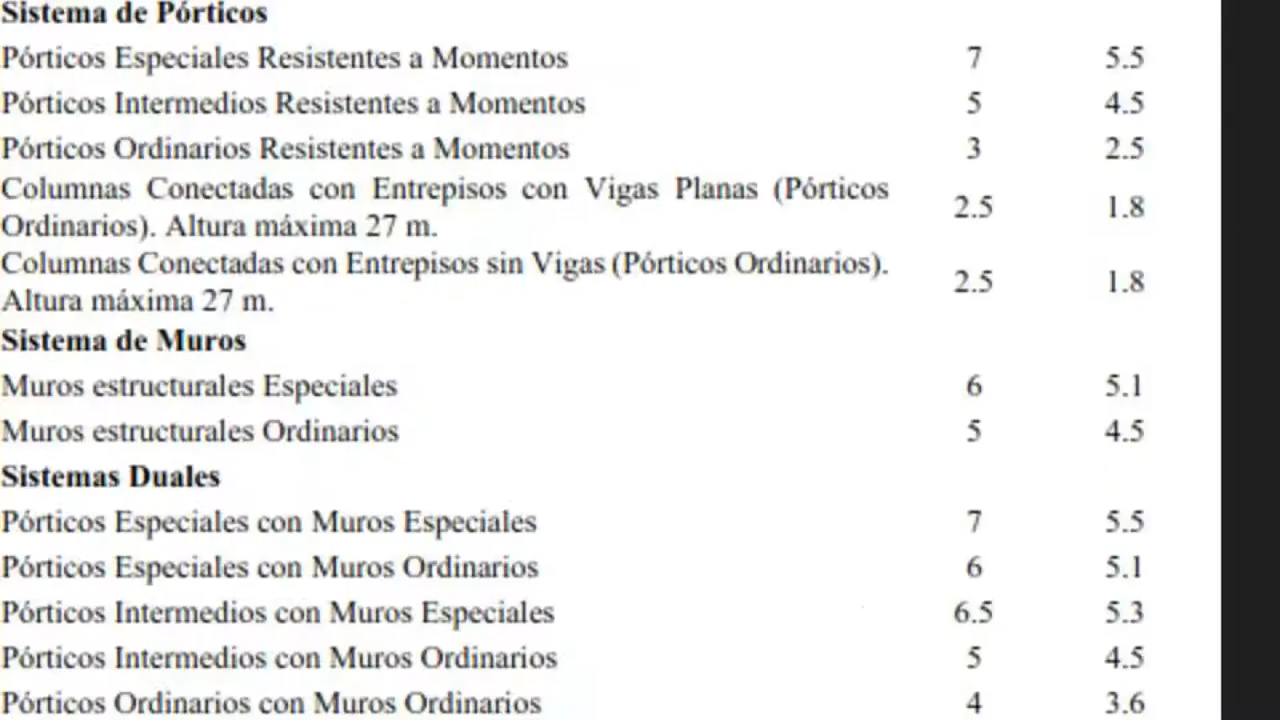 Sistema de Pórticos
Pórticos Especiales Resistentes a Momentos 7 5.5
Pórticos Intermedios Resistentes a Momentos 5 4.5
Pórticos Ordinarios Resistentes a Momentos 3 2.5
Columnas Conectadas con Entrepisos con Vigas Planas (Pórticos
Ordinarios). Altura máxima 27 m. 2.5 1.8
Columnas Conectadas con Entrepisos sin Vigas (Pórticos Ordinarios).
Altura máxima 27 m. 2.5 1.8
Sistema de Muros
Muros estructurales Especiales 6 5.1
Muros estructurales Ordinarios 5 4.5
Sistemas Duales
Pórticos Especiales con Muros Especiales 7 5.5
Pórticos Especiales con Muros Ordinarios 6 5.1
Pórticos Intermedios con Muros Especiales 6.5 5.3
Pórticos Intermedios con Muros Ordinarios 5 4.5
Pórticos Ordinarios con Muros Ordinarios 4 3.6